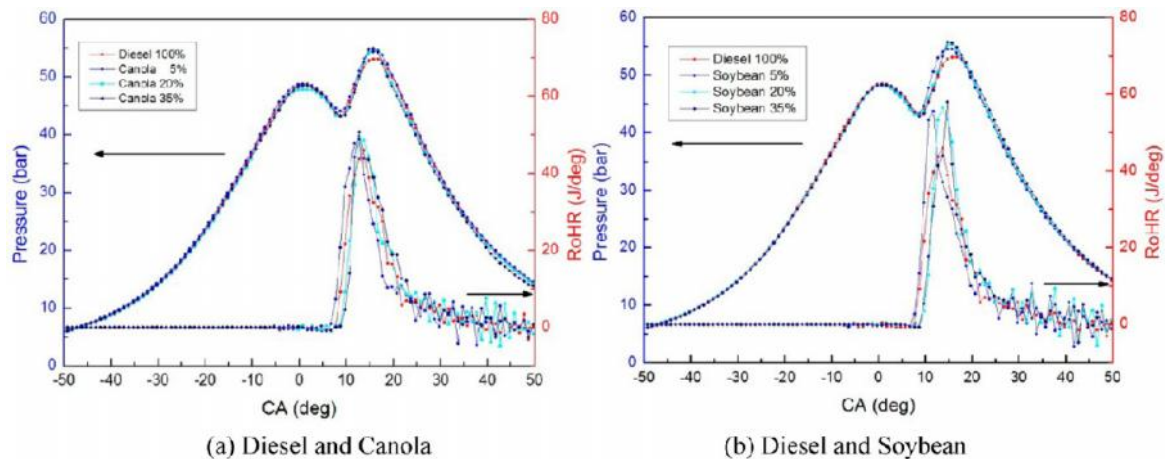 60
50
40
30
20
10
0
Pressure (bar)
Diesel 100%
Canola 5%
Canola 20%
Canola 35%
80
60
40
20
0
RoHR (J/deg)
-50 -40 -30 -20 -10 0 10 20 30 40 50
CA (deg)
(a) Diesel and Canola
60
50
40
30
20
10
0
Pressure (bar)
Diesel 100%
Soybean 5%
Soybean 20%
Soybean 35%
80
60
40
20
0
RoHR (J/deg)
-50 -40 -30 -20 -10 0 10 20 30 40 50
CA (deg)
(b) Diesel and Soybean